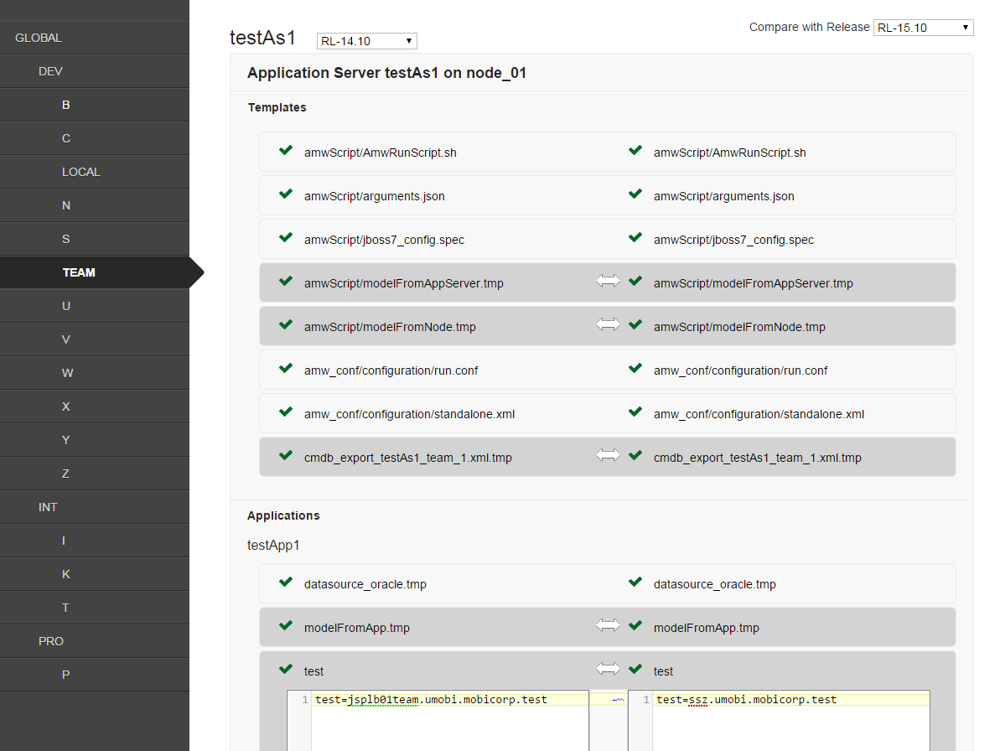 GLOBAL
DEV
B
C
LOCAL
N
S
TEAM
U
V
W
X
Y
Z
INT
I
K
T
PRO
P
testAs1 RL-14.10 Compare with Release RL-15.10
Application Server testAs1 on node_01
Templates
amwScript/AmwRunScript.sh amwScript/AmwRunScript.sh
amwScript/arguments.json amwScript/arguments.json
amwScript/jboss7_config.spec amwScript/jboss7_config.spec
amwScript/modelFromAppServer.tmp amwScript/modelFromAppServer.tmp
amwScript/modelFromNode.tmp amwScript/modelFromNode.tmp
amw_conf/configuration/run.conf amw_conf/configuration/run.conf
amw_conf/configuration/standalone.xml amw_conf/configuration/standalone.xml
cmdb_export_testAs1_team_1.xml.tmp cmdb_export_testAs1_team_1.xml.tmp
Applications
testApp1
datasource_oracle.tmp datasource_oracle.tmp
modelFromApp.tmp modelFromApp.tmp
test test
1 test=jsplb01team.umobi.mobicorp.test 1 test=ssz.umobi.mobicorp.test